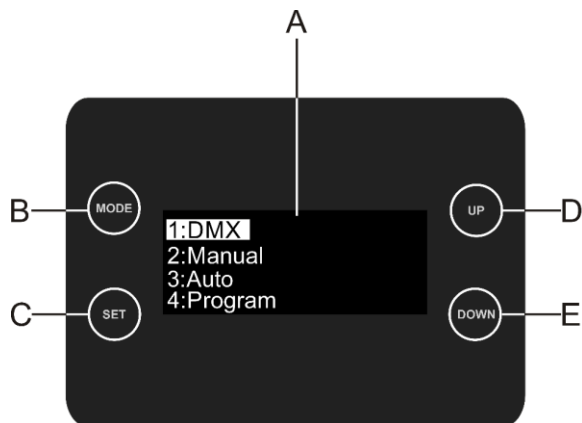 A
B
MODE
1:DMX
UP
D
2:Manual
3:Auto
4:Program
C
SET
DOWN
E